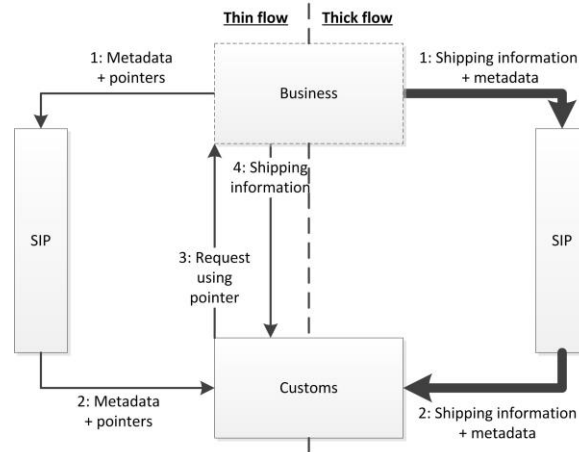 Thin flow
Thick flow
1: Metadata
+ pointers
Business
1: Shipping information
+ metadata
4: Shipping
information
SIP
SIP
3: Request
using
pointer
Customs
2: Metadata
+ pointers
2: Shipping information
+ metadata